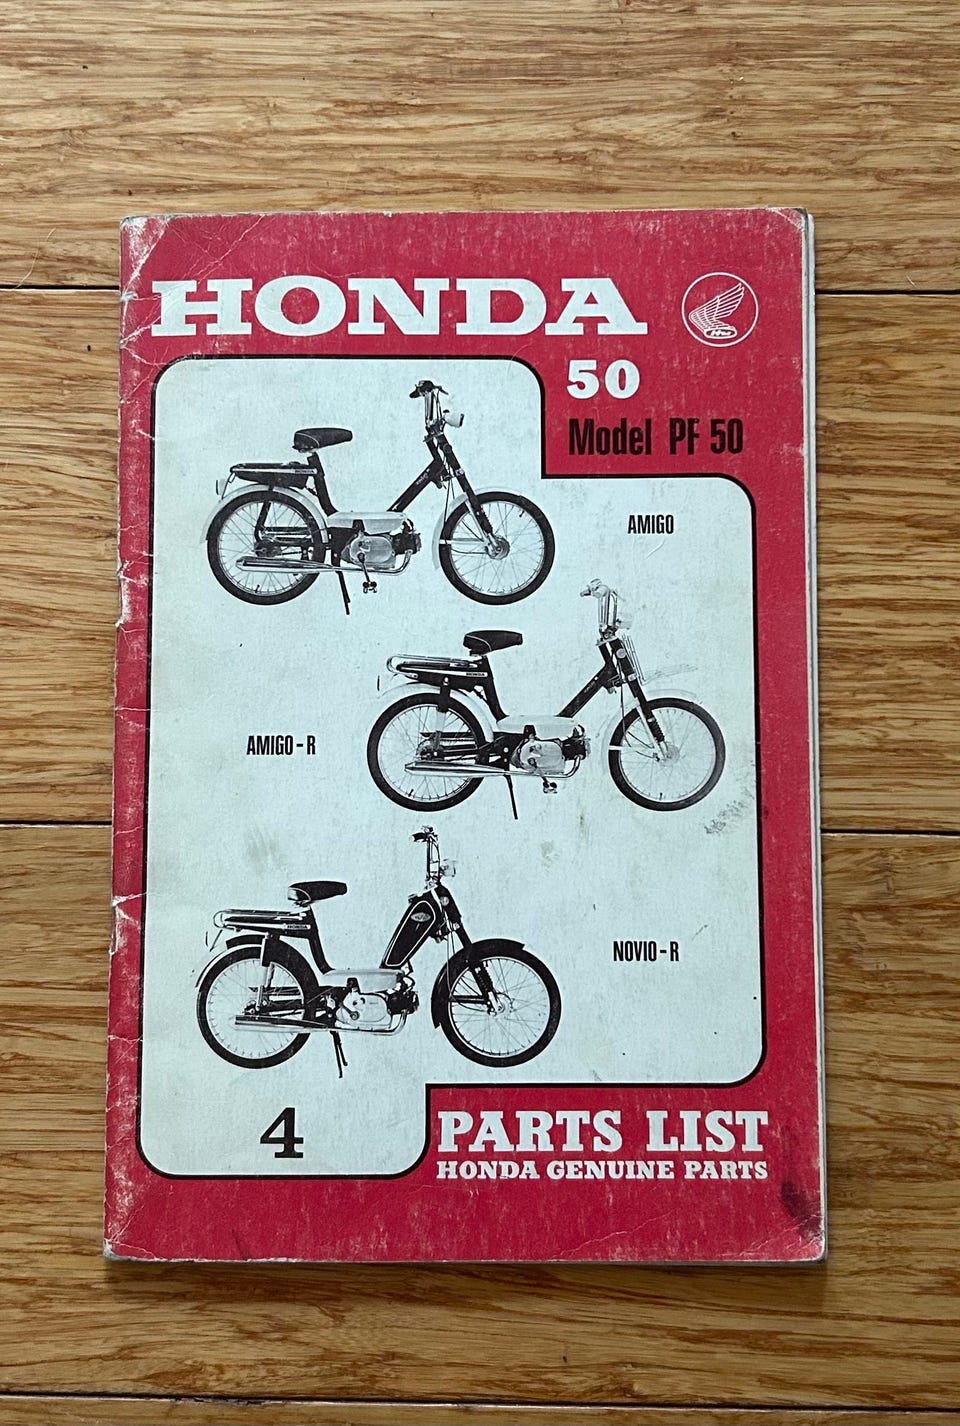 HONDA
50
Model PF 50
AMIGO
AMIGO-R
NOVIO-R
4
PARTS LIST
HONDA GENUINE PARTS